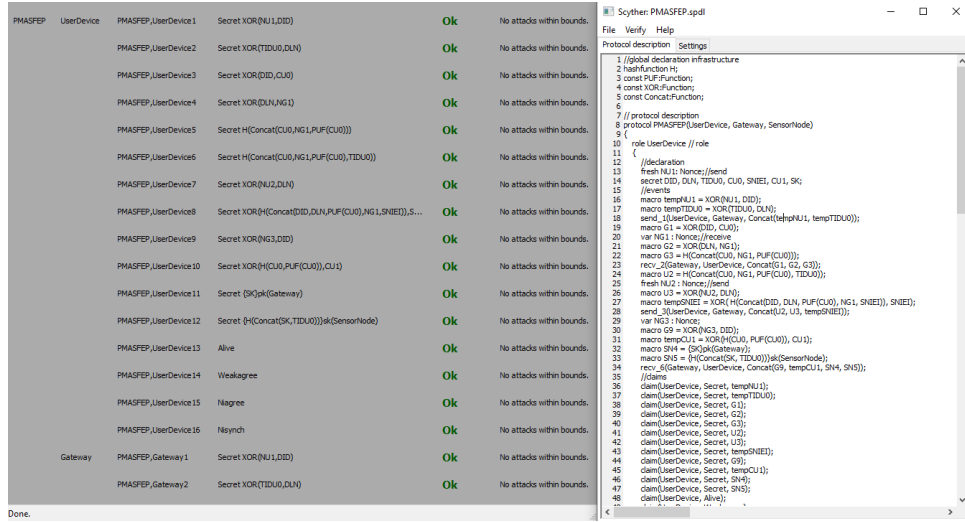 PMASFEP UserDevice PMASFEP,UserDevice1 Secret XOR(NU1,DID) Ok No attacks within bounds.
PMASFEP,UserDevice2 Secret XOR(TIDU0,DLN) Ok No attacks within bounds.
PMASFEP,UserDevice3 Secret XOR(DID,CU0) Ok No attacks within bounds.
PMASFEP,UserDevice4 Secret XOR(DLN,NG1) Ok No attacks within bounds.
PMASFEP,UserDevice5 Secret H(Concat(CU0,NG1,PUF(CU0))) Ok No attacks within bounds.
PMASFEP,UserDevice6 Secret H(Concat(CU0,NG1,PUF(CU0),TIDU0)) Ok No attacks within bounds.
PMASFEP,UserDevice7 Secret XOR(NU2,DLN) Ok No attacks within bounds.
PMASFEP,UserDevice8 Secret XOR(H(Concat(DID,DLN,PUF(CU0),NG1,SNIEI)),S... Ok No attacks within bounds.
PMASFEP,UserDevice9 Secret XOR(NG3,DID) Ok No attacks within bounds.
PMASFEP,UserDevice10 Secret XOR(H(CU0,PUF(CU0)),CU1) Ok No attacks within bounds.
PMASFEP,UserDevice11 Secret {SK}pk(Gateway) Ok No attacks within bounds.
PMASFEP,UserDevice12 Secret {H(Concat(SK,TIDU0))}sk(SensorNode) Ok No attacks within bounds.
PMASFEP,UserDevice13 Alive Ok No attacks within bounds.
PMASFEP,UserDevice14 Weakagree Ok No attacks within bounds.
PMASFEP,UserDevice15 Niagree Ok No attacks within bounds.
PMASFEP,UserDevice16 Nisynch Ok No attacks within bounds.
Gateway PMASFEP,Gateway1 Secret XOR(NU1,DID) Ok No attacks within bounds.
PMASFEP,Gateway2 Secret XOR(TIDU0,DLN) Ok No attacks within bounds.
Done.
Scyther: PMASFEP.spdl
File Verify Help
Protocol description Settings
1 //global declaration infrastructure
2 hashfunction H;
3 const PUF:Function;
4 const XOR:Function;
5 const Concat:Function;
6
7 // protocol description
8 protocol PMASFEP(UserDevice, Gateway, SensorNode)
9 {
10 role UserDevice // role
11 {
12 //declaration
13 fresh NU1: Nonce;//send
14 secret DID, DLN, TIDU0, CU0, SNIEI, CU1, SK;
15 //events
16 macro tempNU1 = XOR(NU1, DID);
17 macro tempTIDU0 = XOR(TIDU0, DLN);
18 send_1(UserDevice, Gateway, Concat(tempNU1, tempTIDU0));
19 macro G1 = XOR(DID, CU0);
20 var NG1 : Nonce;//receive
21 macro G2 = XOR(DLN, NG1);
22 macro G3 = H(Concat(CU0, NG1, PUF(CU0)));
23 recv_2(Gateway, UserDevice, Concat(G1, G2, G3));
24 macro U2 = H(Concat(CU0, NG1, PUF(CU0), TIDU0));
25 fresh NU2 : Nonce;//send
26 macro U3 = XOR(NU2, DLN);
27 macro tempSNIEI = XOR( H(Concat(DID, DLN, PUF(CU0), NG1, SNIEI)), SNIEI);
28 send_3(UserDevice, Gateway, Concat(U2, U3, tempSNIEI));
29 var NG3 : Nonce;
30 macro G9 = XOR(NG3, DID);
31 macro tempCU1 = XOR(H(CU0, PUF(CU0)), CU1);
32 macro SN4 = {SK}pk(Gateway);
33 macro SN5 = {H(Concat(SK, TIDU0))}sk(SensorNode);
34 recv_6(Gateway, UserDevice, Concat(G9, tempCU1, SN4, SN5));
35 //claims
36 claim(UserDevice, Secret, tempNU1);
37 claim(UserDevice, Secret, tempTIDU0);
38 claim(UserDevice, Secret, G1);
39 claim(UserDevice, Secret, G2);
40 claim(UserDevice, Secret, G3);
41 claim(UserDevice, Secret, U2);
42 claim(UserDevice, Secret, U3);
43 claim(UserDevice, Secret, tempSNIEI);
44 claim(UserDevice, Secret, G9);
45 claim(UserDevice, Secret, tempCU1);
46 claim(UserDevice, Secret, SN4);
47 claim(UserDevice, Secret, SN5);
48 claim(UserDevice, Alive);